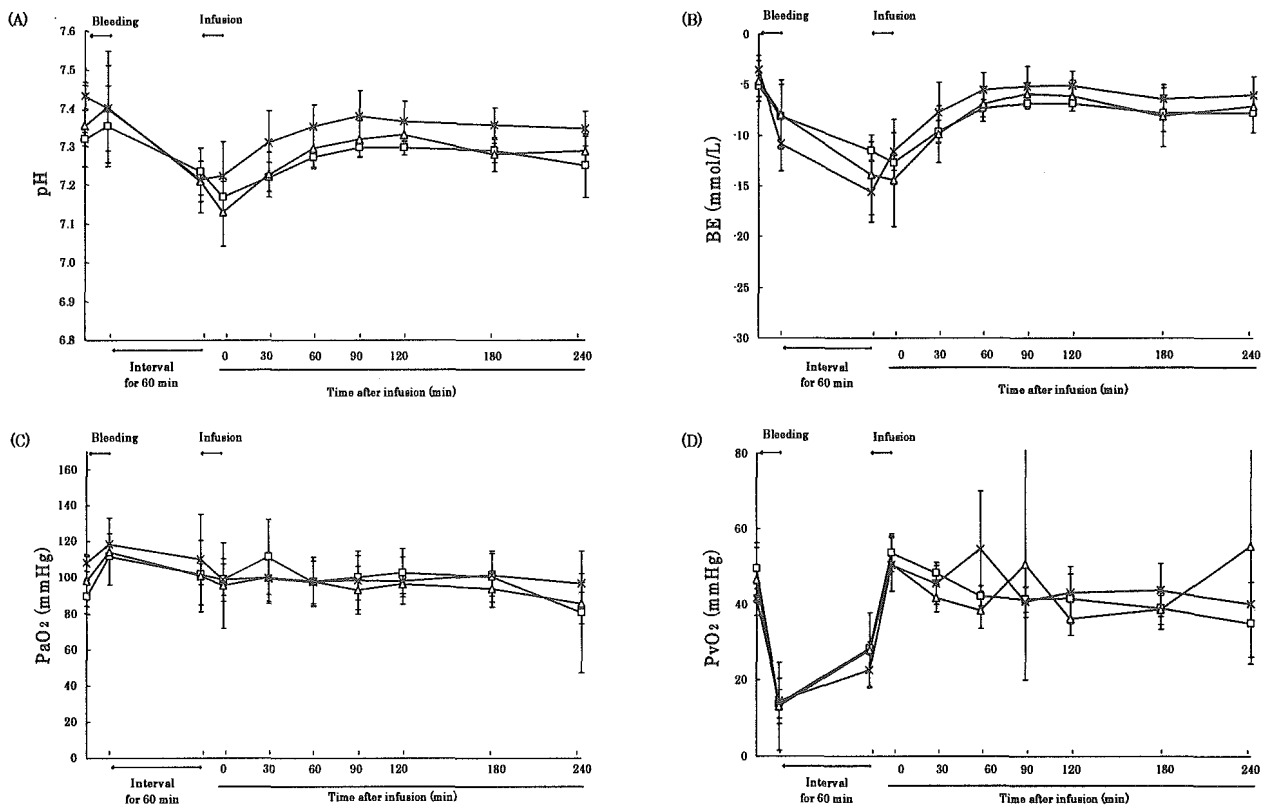 (A)
Bleeding
Infusion
7.6
7.5
7.4
7.3
7.2
7.1
7.0
6.9
6.8
pH
0 30 60 90 120 180 240
Interval
for 60 min
Time after infusion (min)
(B)
Bleeding
Infusion
0
-5
-10
-15
-20
-25
-30
BE (mmol/L)
0 30 60 90 120 180 240
Interval
for 60 min
Time after infusion (min)
(C)
Bleeding
Infusion
160
140
120
100
80
60
40
20
0
PaO2 (mmHg)
0 30 60 90 120 180 240
Interval
for 60 min
Time after infusion (min)
(D)
Bleeding
Infusion
80
60
40
20
0
PvO2 (mmHg)
0 30 60 90 120 180 240
Interval
for 60 min
Time after infusion (min)